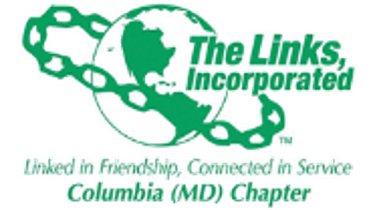 The Links,
Incorporated
™
Linked in Friendship, Connected in Service
Columbia (MD) Chapter